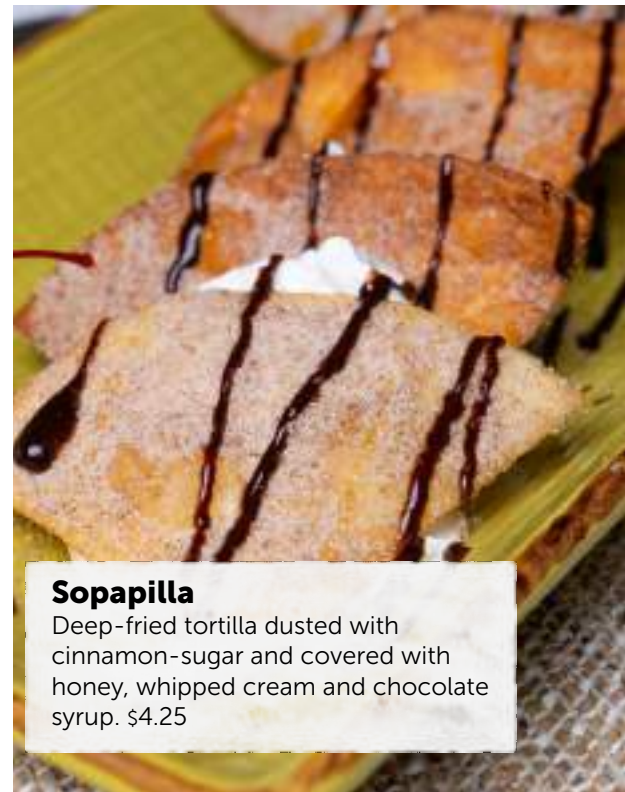 Sopapilla
Deep-fried tortilla dusted with
cinnamon-sugar and covered with
honey, whipped cream and chocolate
syrup. $4.25